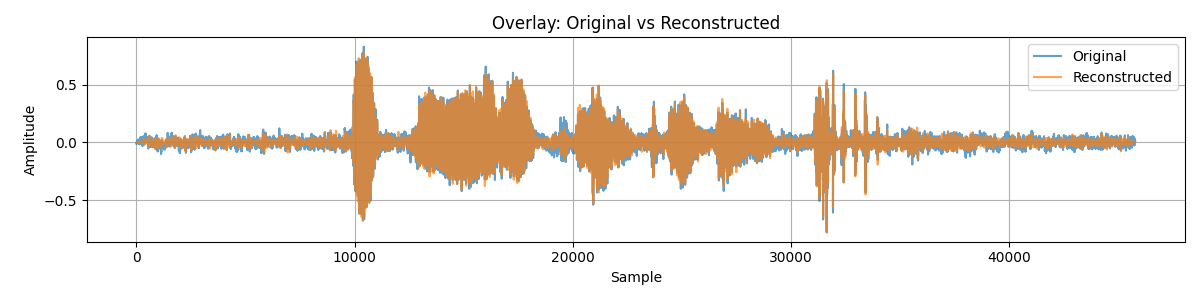 Overlay: Original vs Reconstructed
Original
Reconstructed
Amplitude
0.5
0.0
−0.5
0 10000 20000 30000 40000
Sample